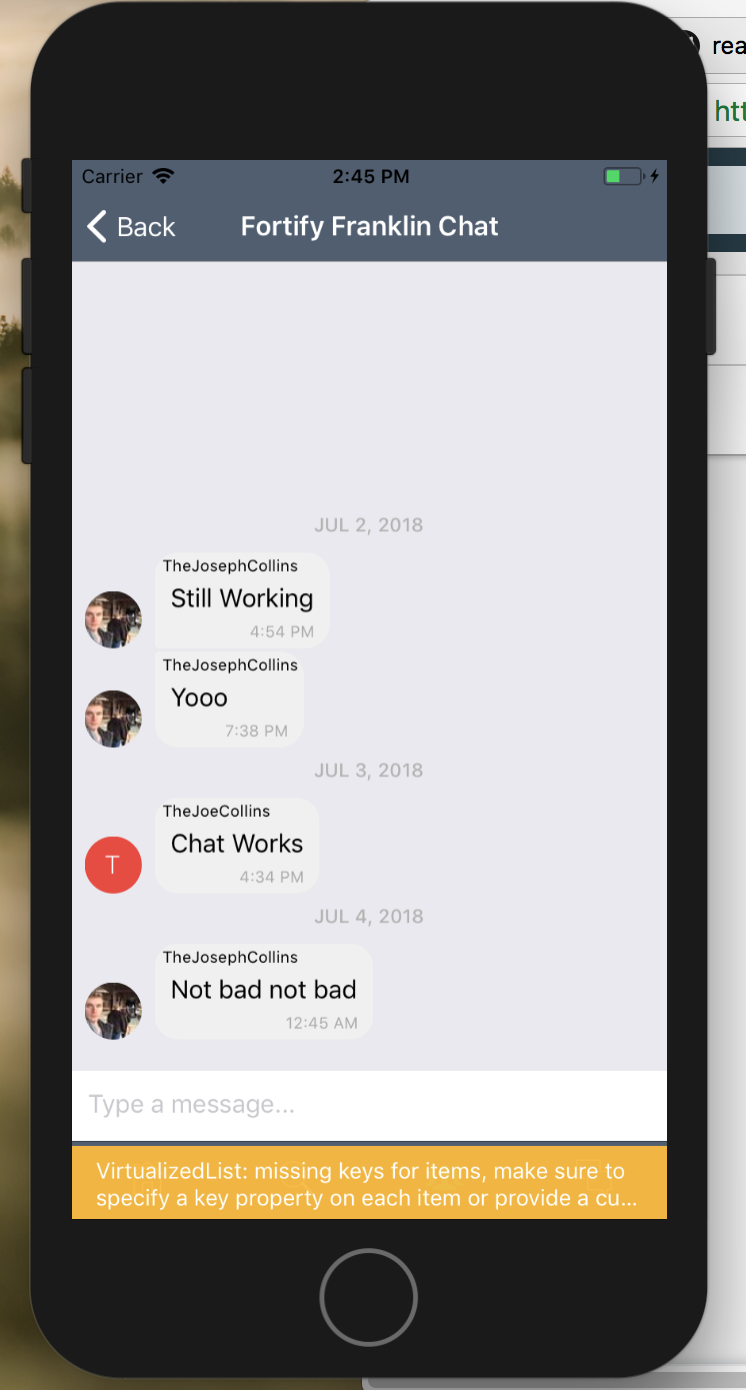 rea
htt
Carrier 2:45 PM
Back Fortify Franklin Chat
JUL 2, 2018
TheJosephCollins
Still Working
4:54 PM
TheJosephCollins
Yooo
7:38 PM
JUL 3, 2018
TheJoeCollins
T
Chat Works
4:34 PM
JUL 4, 2018
TheJosephCollins
Not bad not bad
12:45 AM
Type a message...
VirtualizedList: missing keys for items, make sure to
specify a key property on each item or provide a cu...